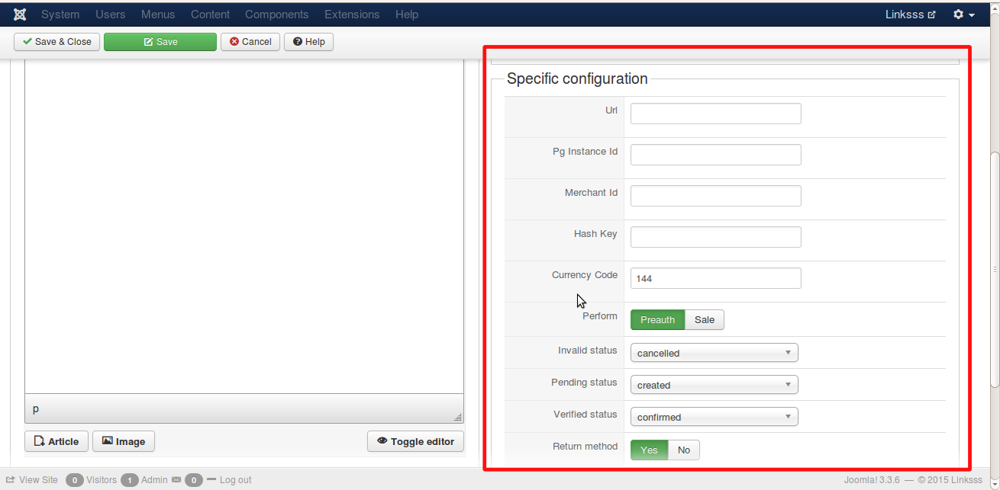 System Users Menus Content Components Extensions Help Linksss
Save & Close Save Cancel Help
Specific configuration
Url
Pg Instance Id
Merchant Id
Hash Key
Currency Code 144
Perform Preauth Sale
Invalid status cancelled
Pending status created
Verified status confirmed
Return method Yes No
p
Article Image Toggle editor
View Site 0 Visitors 1 Admin 0 Log out Joomla! 3.3.6 — © 2015 Linksss